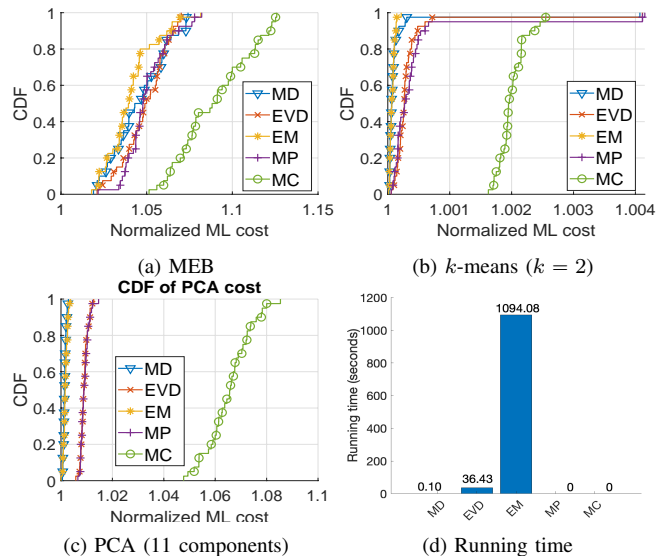 1
0.8
0.6
0.4
0.2
0
CDF
MD
EVD
EM
MP
MC
1 1.05 1.1 1.15
Normalized ML cost
(a) MEB
1
0.8
0.6
0.4
0.2
0
CDF
MD
EVD
EM
MP
MC
1 1.001 1.002 1.003 1.004
Normalized ML cost
(b) k-means (k = 2)
CDF of PCA cost
1
0.8
0.6
0.4
0.2
0
CDF
MD
EVD
EM
MP
MC
1 1.02 1.04 1.06 1.08 1.1
Normalized ML cost
(c) PCA (11 components)
1200
1000
800
600
400
200
0
Running time (seconds)
0.10 36.43 1094.08 0 0
MD EVD EM MP MC
(d) Running time